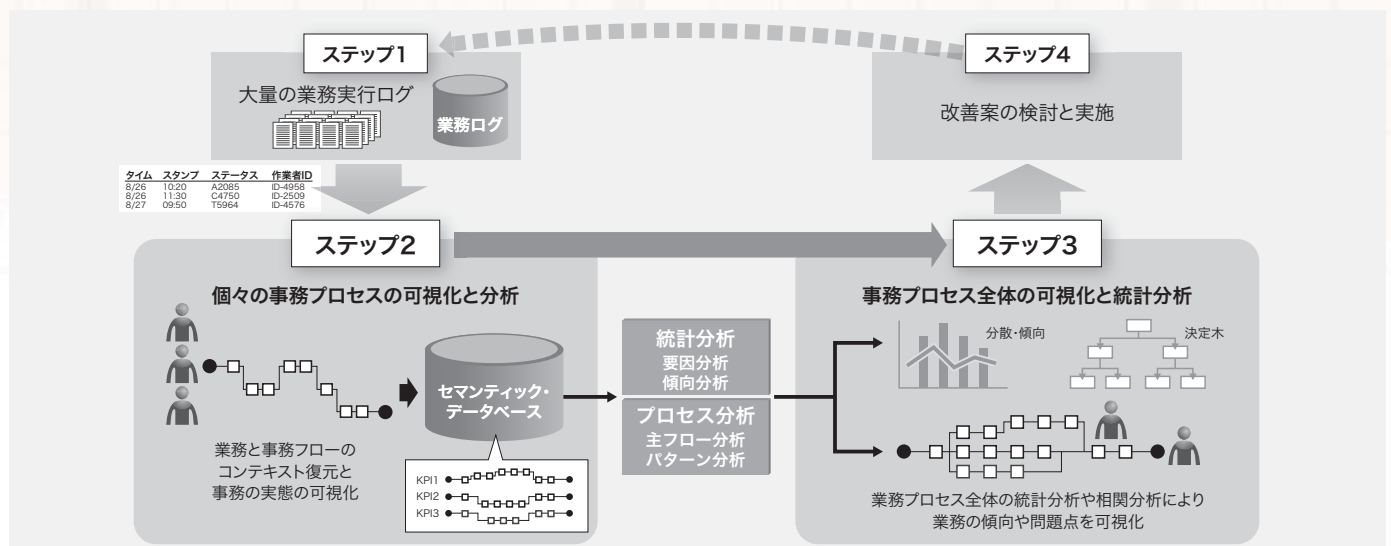 ステップ1
大量の業務実行ログ
業務ログ
タイム スタンプ ステータス 作業者ID
8/26 10:20 A2085 ID-4958
8/26 11:30 C4750 ID-2509
8/27 09:50 T5964 ID-4576
ステップ2
個々の事務プロセスの可視化と分析
セマンティック・
データベース
業務と事務フローの
コンテキスト復元と
事務の実態の可視化
KPI1
KPI2
KPI3
統計分析
要因分析
傾向分析
プロセス分析
主フロー分析
パターン分析
ステップ3
事務プロセス全体の可視化と統計分析
分散・傾向
決定木
業務プロセス全体の統計分析や相関分析により
業務の傾向や問題点を可視化
ステップ4
改善案の検討と実施